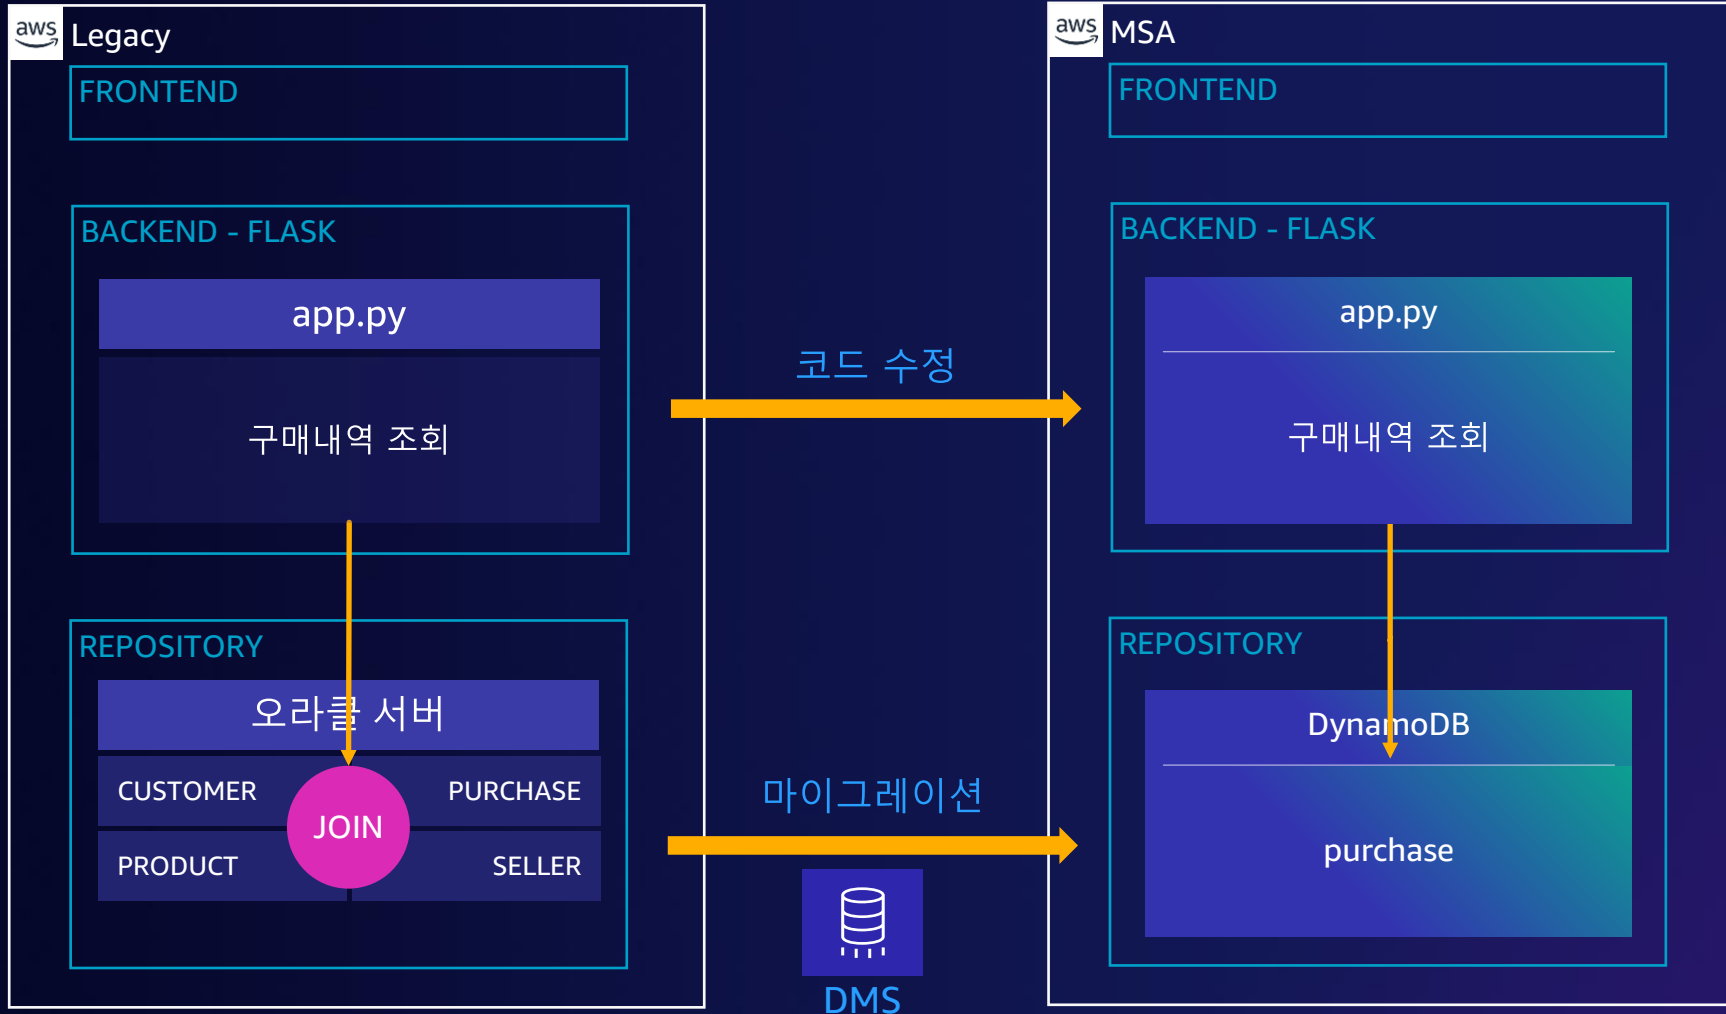 aws
Legacy
FRONTEND
BACKEND - FLASK
app.py
구매내역 조회
REPOSITORY
오라클 서버
CUSTOMER
PURCHASE
JOIN
PRODUCT
SELLER
코드 수정
마이그레이션
DMS
aws
MSA
FRONTEND
BACKEND - FLASK
app.py
구매내역 조회
REPOSITORY
DynamoDB
purchase